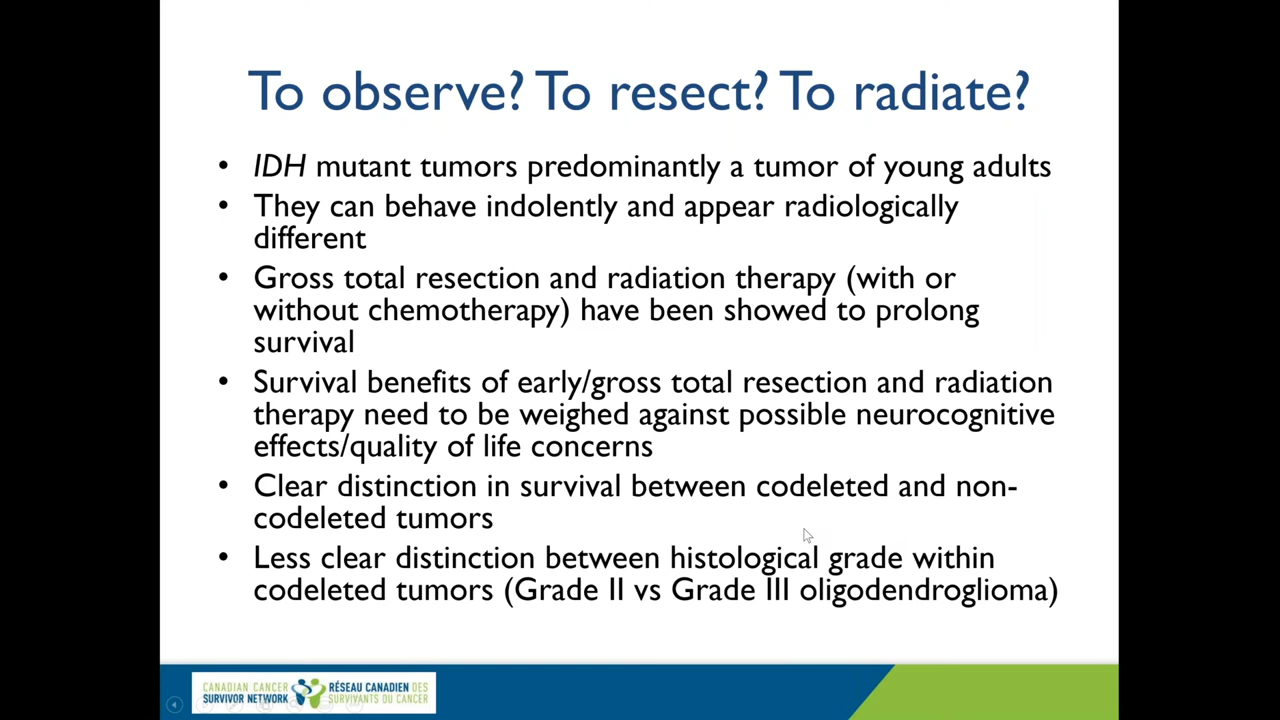 To observe? To resect? To radiate?
• IDH mutant tumors predominantly a tumor of young adults
• They can behave indolently and appear radiologically
different
• Gross total resection and radiation therapy (with or
without chemotherapy) have been showed to prolong
survival
• Survival benefits of early/gross total resection and radiation
therapy need to be weighed against possible neurocognitive
effects/quality of life concerns
• Clear distinction in survival between codeleted and non-
codeleted tumors
• Less clear distinction between histological grade within
codeleted tumors (Grade II vs Grade III oligodendroglioma)
CANADIAN CANCER
SURVIVOR NETWORK
RÉSEAU CANADIEN DES
SURVIVANTS DU CANCER